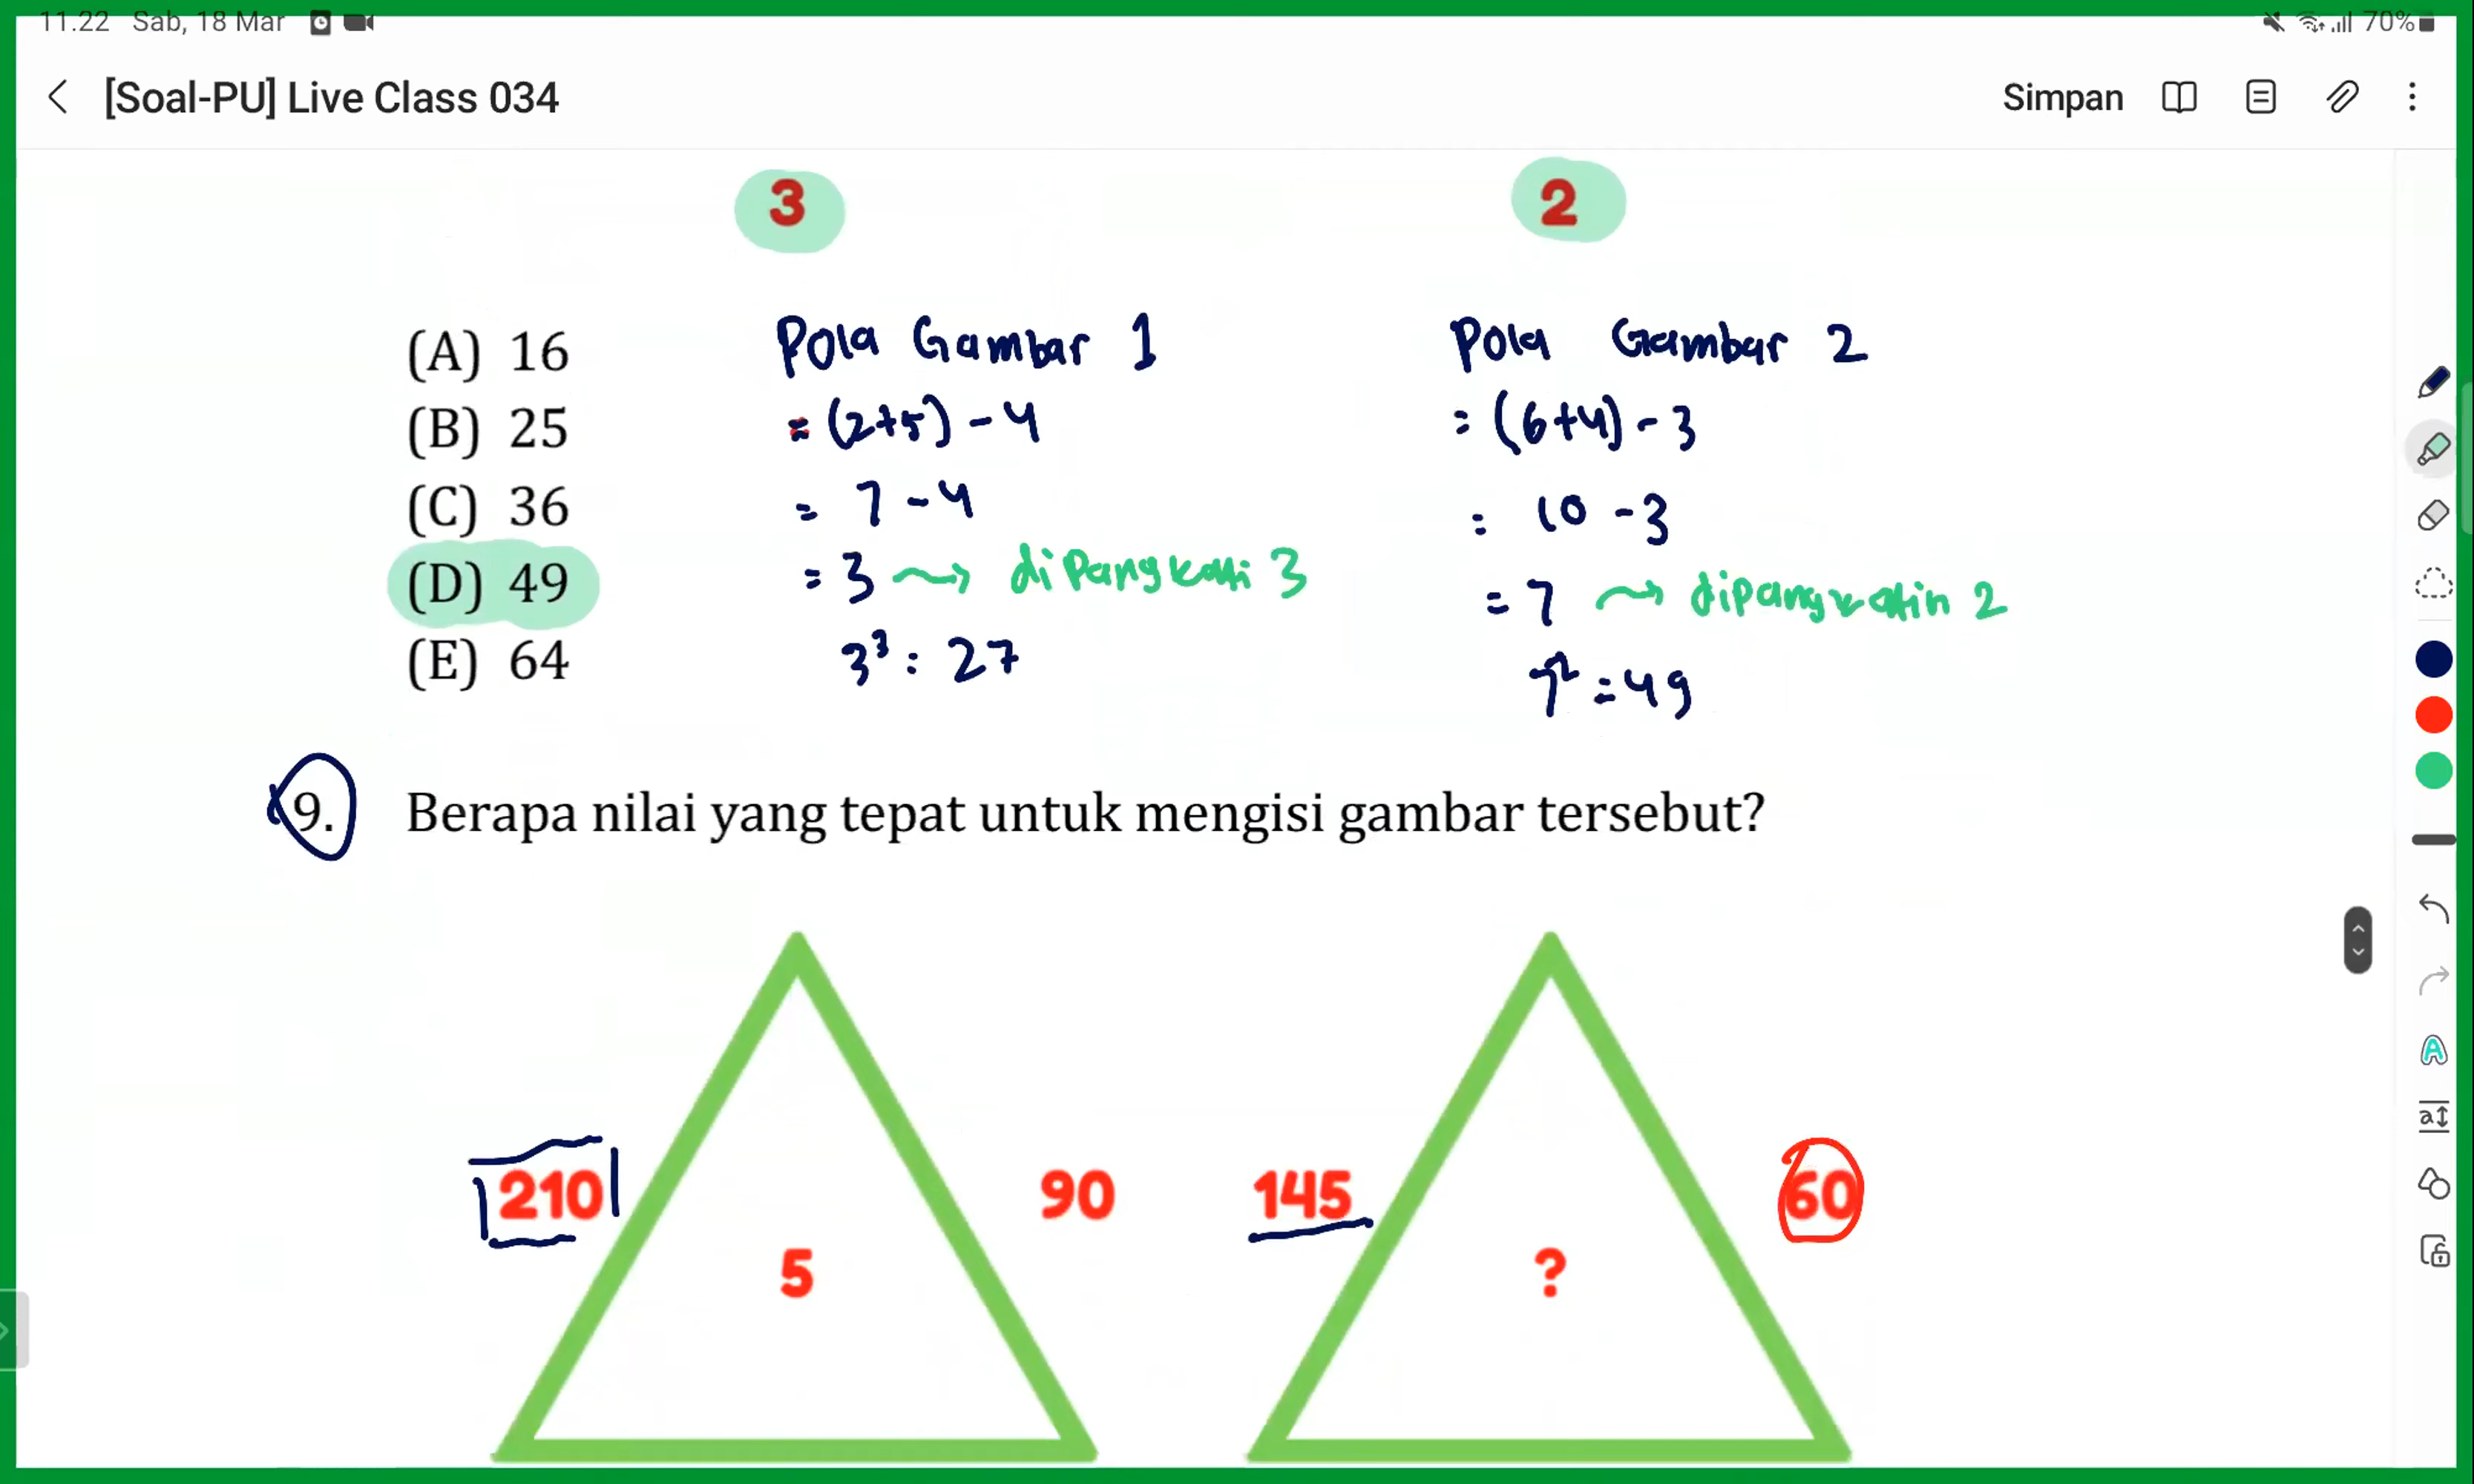 11.22 Sab, 18 Mar
70%
[Soal-PU] Live Class 034
Simpan
3
2
(A) 16
(B) 25
(C) 36
(D) 49
(E) 64
Pola Gambar 1
= (2+5) - 4
= 7 - 4
= 3 ⤳ dipangkati 3
3³ = 27
Pola Gambar 2
= (6+4) - 3
= 10 - 3
= 7 ⤳ dipangkatin 2
7² = 49
9. Berapa nilai yang tepat untuk mengisi gambar tersebut?
210
5
90
145
?
60